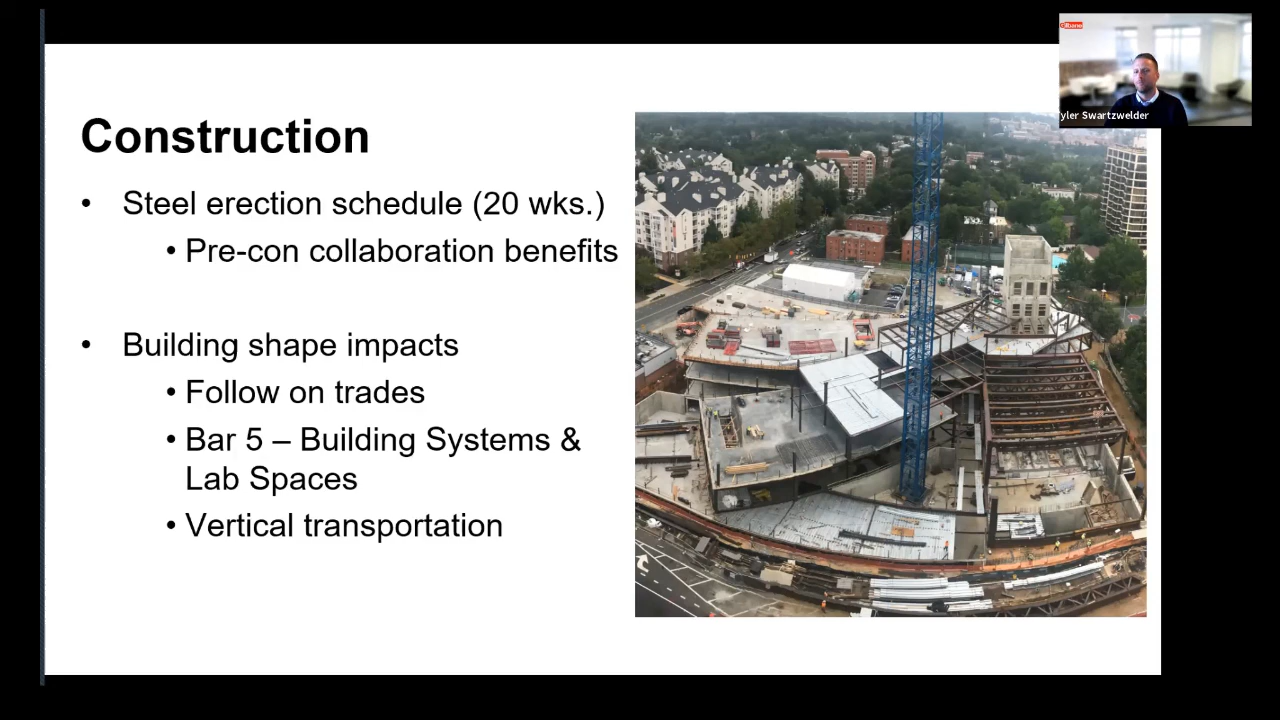 Gilbane
yler Swartzwelder
Construction
• Steel erection schedule (20 wks.)
• Pre-con collaboration benefits
• Building shape impacts
• Follow on trades
• Bar 5 – Building Systems &
Lab Spaces
• Vertical transportation